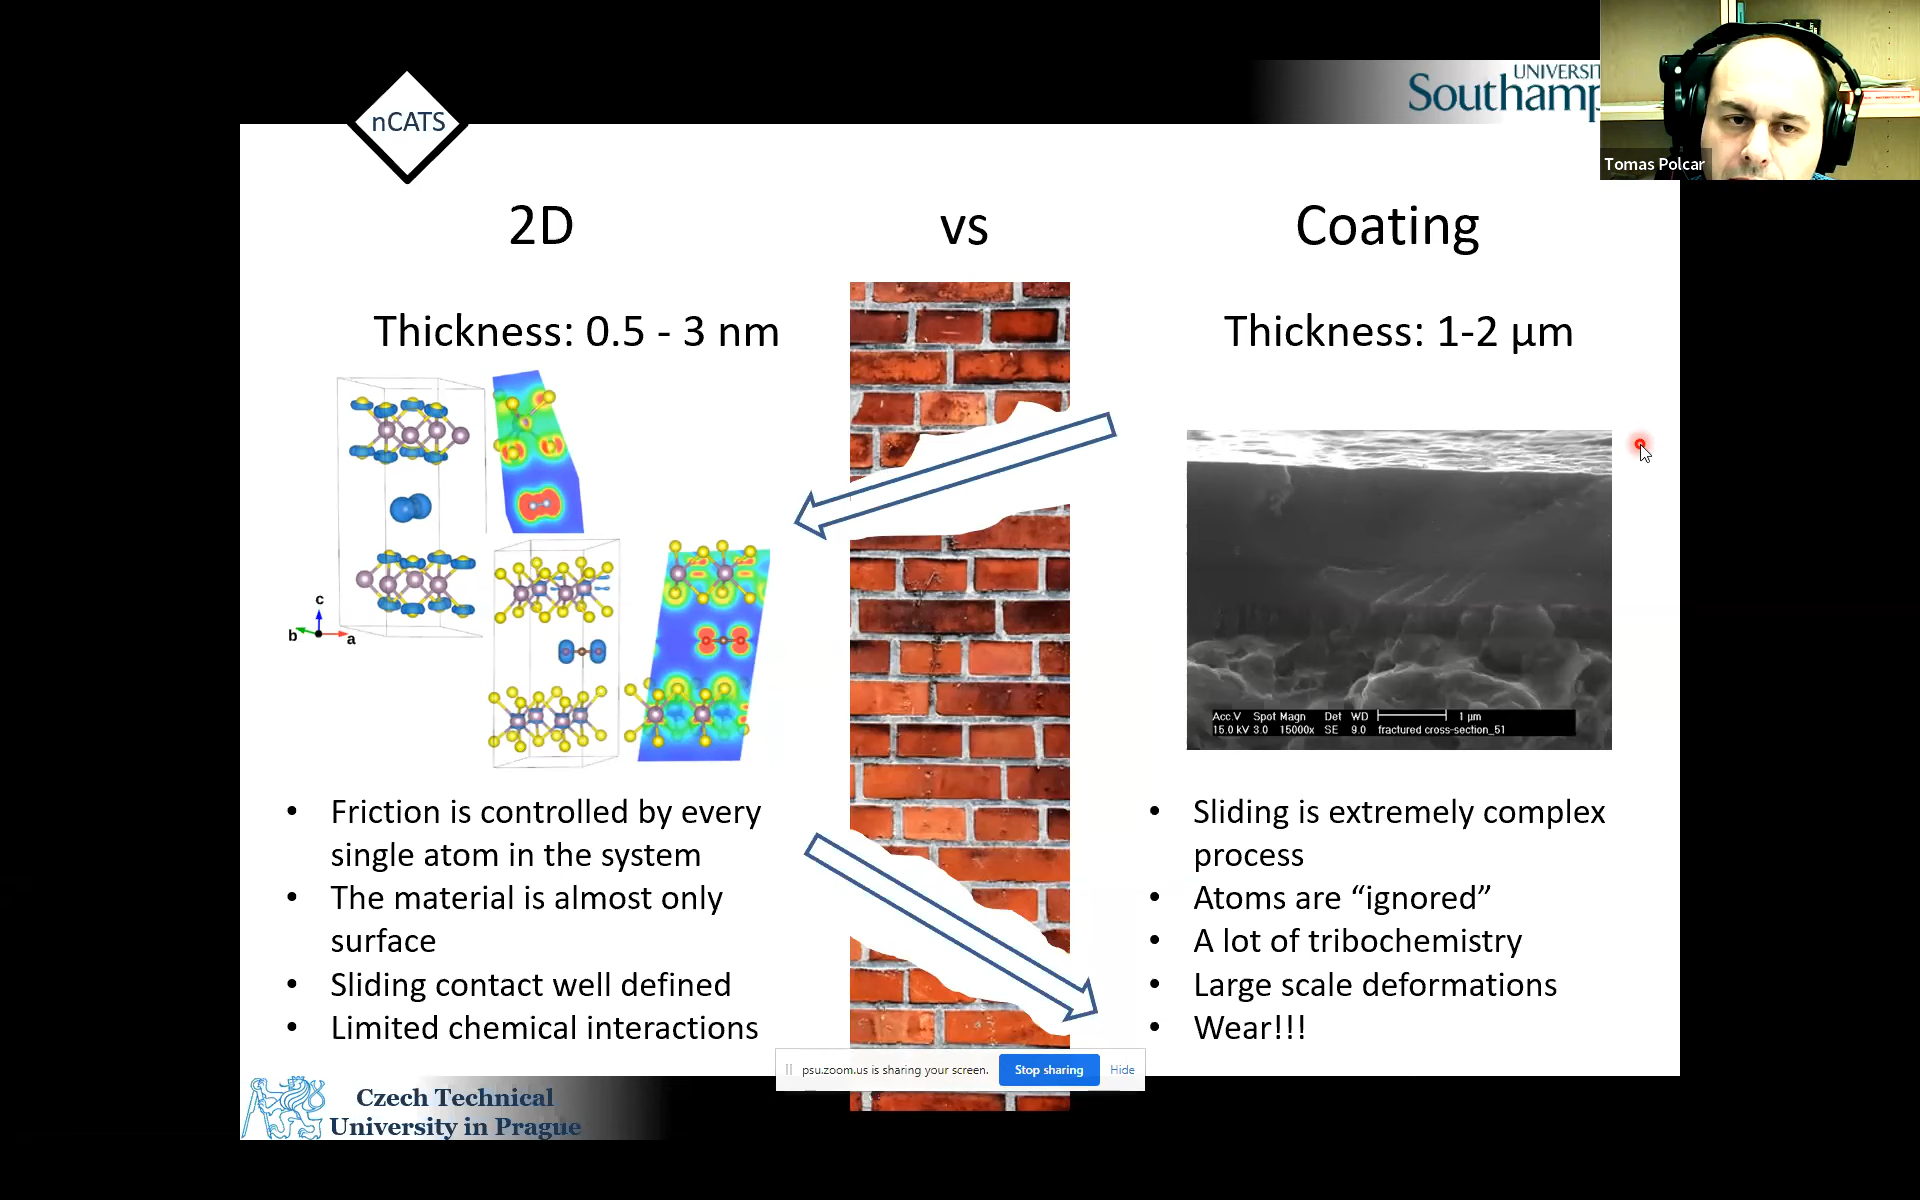 nCATS
UNIVERSIT
Southamp
Tomas Polcar
2D
vs
Coating
Thickness: 0.5 - 3 nm
Thickness: 1-2 µm
c
b
a
Acc.V Spot Magn Det WD 1 µm
15.0 kV 3.0 15000x SE 9.0 fractured cross-section_51
• Friction is controlled by every
single atom in the system
• The material is almost only
surface
• Sliding contact well defined
• Limited chemical interactions
• Sliding is extremely complex
process
• Atoms are “ignored”
• A lot of tribochemistry
• Large scale deformations
• Wear!!!
psu.zoom.us is sharing your screen.
Stop sharing
Hide
Czech Technical
University in Prague